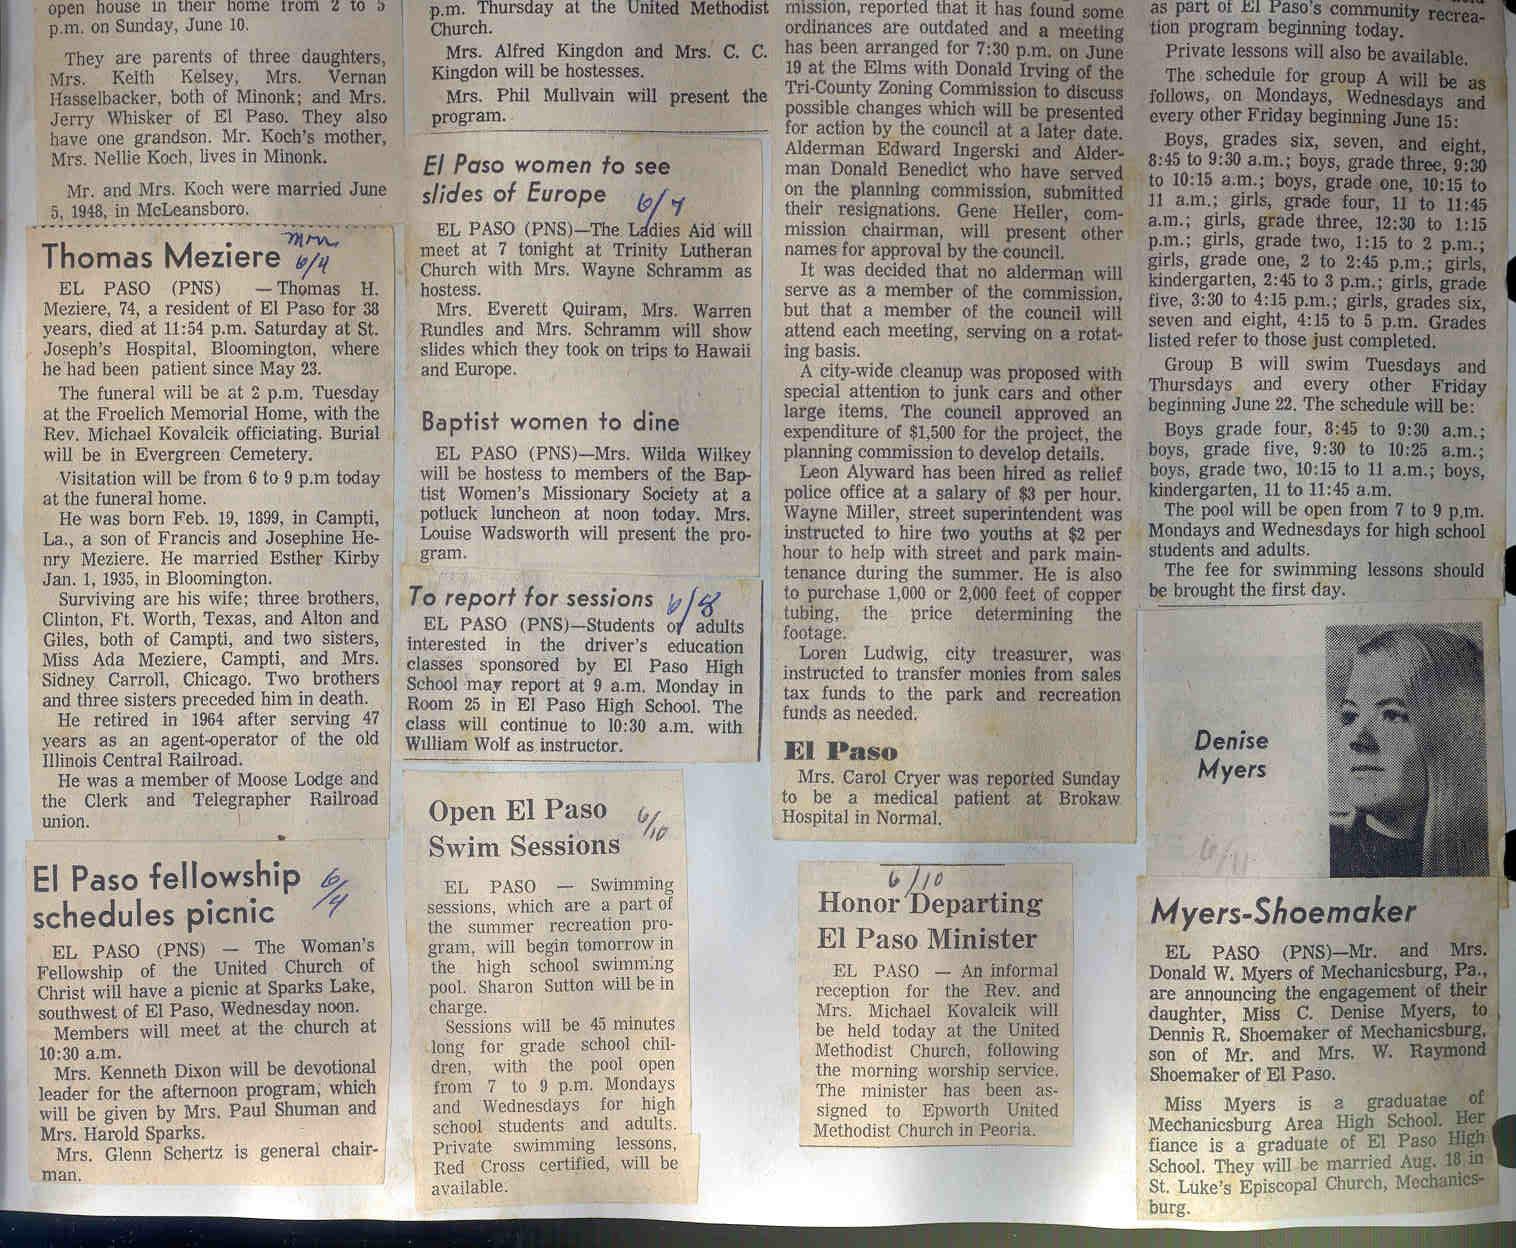 open house in their home from 2 to 5
p.m. on Sunday, June 10.
They are parents of three daughters,
Mrs. Keith Kelsey, Mrs. Vernan
Hasselbacker, both of Minonk; and Mrs.
Jerry Whisker of El Paso. They also
have one grandson. Mr. Koch's mother,
Mrs. Nellie Koch, lives in Minonk.
Mr. and Mrs. Koch were married June
5, 1948, in McLeansboro.
Thomas Meziere
mon
6/4
EL PASO (PNS) — Thomas H.
Meziere, 74, a resident of El Paso for 38
years, died at 11:54 p.m. Saturday at St.
Joseph's Hospital, Bloomington, where
he had been patient since May 23.
The funeral will be at 2 p.m. Tuesday
at the Froelich Memorial Home, with the
Rev. Michael Kovalcik officiating. Burial
will be in Evergreen Cemetery.
Visitation will be from 6 to 9 p.m today
at the funeral home.
He was born Feb. 19, 1899, in Campti,
La., a son of Francis and Josephine He-
nry Meziere. He married Esther Kirby
Jan. 1, 1935, in Bloomington.
Surviving are his wife; three brothers,
Clinton, Ft. Worth, Texas, and Alton and
Giles, both of Campti, and two sisters,
Miss Ada Meziere, Campti, and Mrs.
Sidney Carroll, Chicago. Two brothers
and three sisters preceded him in death.
He retired in 1964 after serving 47
years as an agent-operator of the old
Illinois Central Railroad.
He was a member of Moose Lodge and
the Clerk and Telegrapher Railroad
union.
El Paso fellowship
schedules picnic
6/4
EL PASO (PNS) — The Woman's
Fellowship of the United Church of
Christ will have a picnic at Sparks Lake,
southwest of El Paso, Wednesday noon.
Members will meet at the church at
10:30 a.m.
Mrs. Kenneth Dixon will be devotional
leader for the afternoon program, which
will be given by Mrs. Paul Shuman and
Mrs. Harold Sparks.
Mrs. Glenn Schertz is general chair-
man.
p.m. Thursday at the United Methodist
Church.
Mrs. Alfred Kingdon and Mrs. C. C.
Kingdon will be hostesses.
Mrs. Phil Mullvain will present the
program.
El Paso women to see
slides of Europe
6/7
EL PASO (PNS)—The Ladies Aid will
meet at 7 tonight at Trinity Lutheran
Church with Mrs. Wayne Schramm as
hostess.
Mrs. Everett Quiram, Mrs. Warren
Rundles and Mrs. Schramm will show
slides which they took on trips to Hawaii
and Europe.
Baptist women to dine
EL PASO (PNS)—Mrs. Wilda Wilkey
will be hostess to members of the Bap-
tist Women's Missionary Society at a
potluck luncheon at noon today. Mrs.
Louise Wadsworth will present the pro-
gram.
To report for sessions
6/8
EL PASO (PNS)—Students or adults
interested in the driver's education
classes sponsored by El Paso High
School may report at 9 a.m. Monday in
Room 25 in El Paso High School. The
class will continue to 10:30 a.m. with
William Wolf as instructor.
Open El Paso
Swim Sessions
6/10
EL PASO — Swimming
sessions, which are a part of
the summer recreation pro-
gram, will begin tomorrow in
the high school swimming
pool. Sharon Sutton will be in
charge.
Sessions will be 45 minutes
long for grade school chil-
dren, with the pool open
from 7 to 9 p.m. Mondays
and Wednesdays for high
school students and adults.
Private swimming lessons,
Red Cross certified, will be
available.
mission, reported that it has found some
ordinances are outdated and a meeting
has been arranged for 7:30 p.m. on June
19 at the Elms with Donald Irving of the
Tri-County Zoning Commission to discuss
possible changes which will be presented
for action by the council at a later date.
Alderman Edward Ingerski and Alder-
man Donald Benedict who have served
on the planning commission, submitted
their resignations. Gene Heller, com-
mission chairman, will present other
names for approval by the council.
It was decided that no alderman will
serve as a member of the commission,
but that a member of the council will
attend each meeting, serving on a rotat-
ing basis.
A city-wide cleanup was proposed with
special attention to junk cars and other
large items. The council approved an
expenditure of $1,500 for the project, the
planning commission to develop details.
Leon Alyward has been hired as relief
police office at a salary of $3 per hour.
Wayne Miller, street superintendent was
instructed to hire two youths at $2 per
hour to help with street and park main-
tenance during the summer. He is also
to purchase 1,000 or 2,000 feet of copper
tubing, the price determining the
footage.
Loren Ludwig, city treasurer, was
instructed to transfer monies from sales
tax funds to the park and recreation
funds as needed.
El Paso
Mrs. Carol Cryer was reported Sunday
to be a medical patient at Brokaw
Hospital in Normal.
6/10
Honor Departing
El Paso Minister
EL PASO — An informal
reception for the Rev. and
Mrs. Michael Kovalcik will
be held today at the United
Methodist Church, following
the morning worship service.
The minister has been as-
signed to Epworth United
Methodist Church in Peoria.
as part of El Paso's community recrea-
tion program beginning today.
Private lessons will also be available.
The schedule for group A will be as
follows, on Mondays, Wednesdays and
every other Friday beginning June 15:
Boys, grades six, seven, and eight,
8:45 to 9:30 a.m.; boys, grade three, 9:30
to 10:15 a.m.; boys, grade one, 10:15 to
11 a.m.; girls, grade four, 11 to 11:45
a.m.; girls, grade three, 12:30 to 1:15
p.m.; girls, grade two, 1:15 to 2 p.m.;
girls, grade one, 2 to 2:45 p.m.; girls,
kindergarten, 2:45 to 3 p.m.; girls, grade
five, 3:30 to 4:15 p.m.; girls, grades six,
seven and eight, 4:15 to 5 p.m. Grades
listed refer to those just completed.
Group B will swim Tuesdays and
Thursdays and every other Friday
beginning June 22. The schedule will be:
Boys grade four, 8:45 to 9:30 a.m.;
boys, grade five, 9:30 to 10:25 a.m.;
boys, grade two, 10:15 to 11 a.m.; boys,
kindergarten, 11 to 11:45 a.m.
The pool will be open from 7 to 9 p.m.
Mondays and Wednesdays for high school
students and adults.
The fee for swimming lessons should
be brought the first day.
Denise
Myers
6/11
Myers-Shoemaker
EL PASO (PNS)—Mr. and Mrs.
Donald W. Myers of Mechanicsburg, Pa.,
are announcing the engagement of their
daughter, Miss C. Denise Myers, to
Dennis R. Shoemaker of Mechanicsburg,
son of Mr. and Mrs. W. Raymond
Shoemaker of El Paso.
Miss Myers is a graduatae of
Mechanicsburg Area High School. Her
fiance is a graduate of El Paso High
School. They will be married Aug. 18 in
St. Luke's Episcopal Church, Mechanics-
burg.